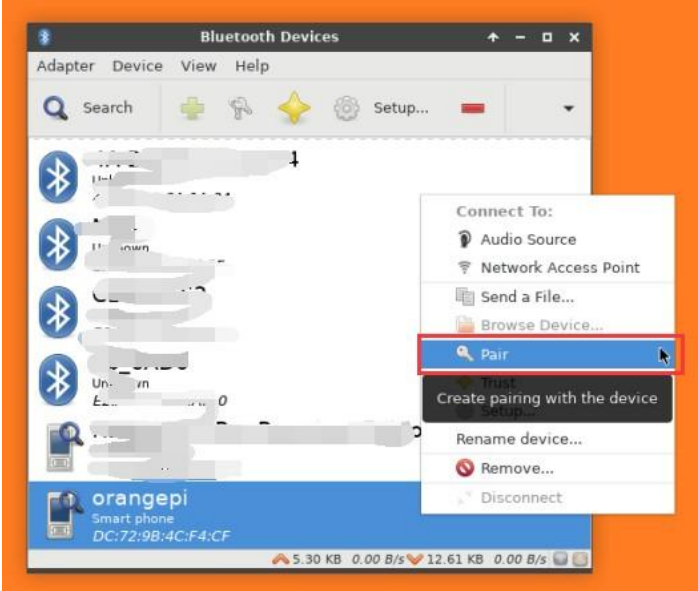 Bluetooth Devices
Adapter Device View Help
Search Setup...
4
Connect To:
Audio Source
Network Access Point
Send a File...
Browse Device...
Pair
Trust
Create pairing with the device
Setup...
Rename device...
Remove...
Disconnect
0
orangepi
Smart phone
DC:72:9B:4C:F4:CF
5.30 KB 0.00 B/s 12.61 KB 0.00 B/s